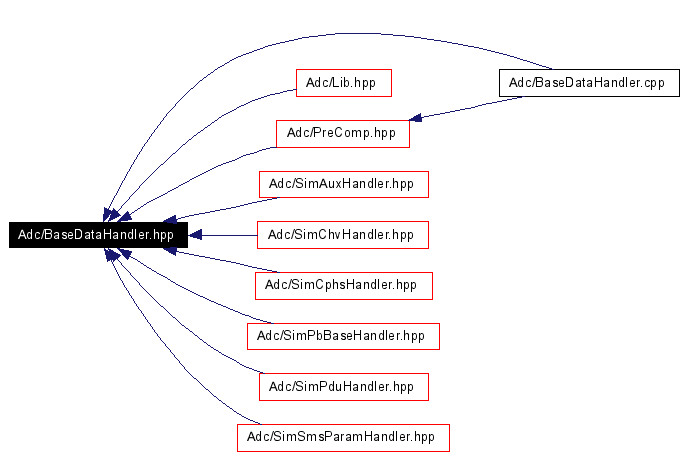 Adc/Lib.hpp
Adc/BaseDataHandler.cpp
Adc/PreComp.hpp
Adc/SimAuxHandler.hpp
Adc/BaseDataHandler.hpp
Adc/SimChvHandler.hpp
Adc/SimCphsHandler.hpp
Adc/SimPbBaseHandler.hpp
Adc/SimPduHandler.hpp
Adc/SimSmsParamHandler.hpp